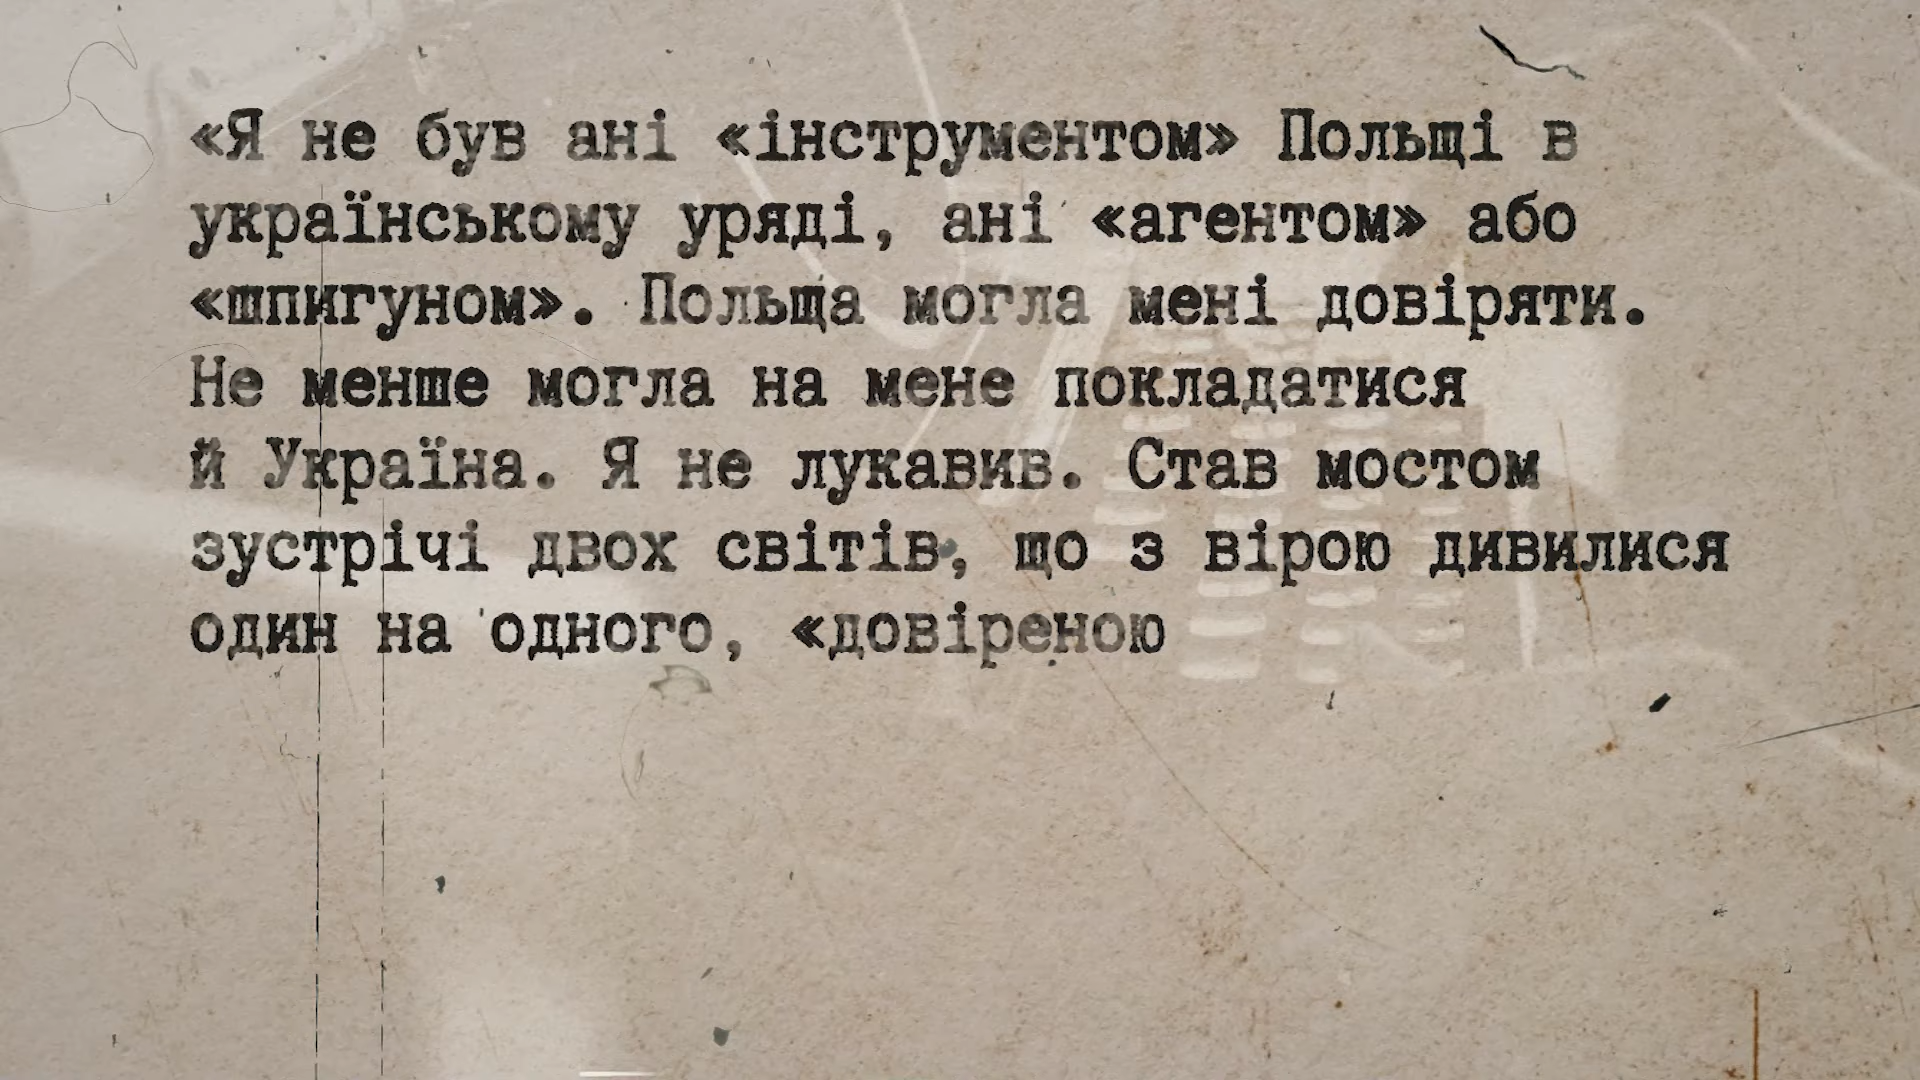 «Я не був ані «інструментом» Польщі в
українському уряді, ані «агентом» або
«шпигуном». Польща могла мені довіряти.
Не менше могла на мене покладатися
й Україна. Я не лукавив. Став мостом
зустрічі двох світів, що з вірою дивилися
один на одного, «довіреною